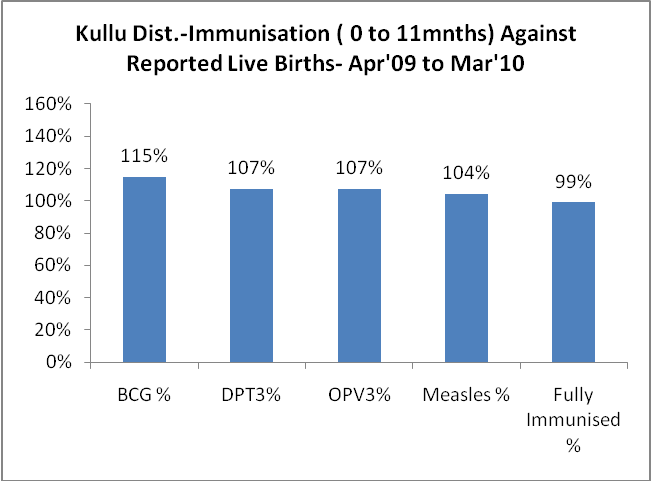 Kullu Dist.-Immunisation ( 0 to 11mnths) Against
Reported Live Births- Apr'09 to Mar'10
160%
140%
120%
100%
80%
60%
40%
20%
0%
115%
107%
107%
104%
99%
BCG %
DPT3%
OPV3%
Measles %
Fully
Immunised
%